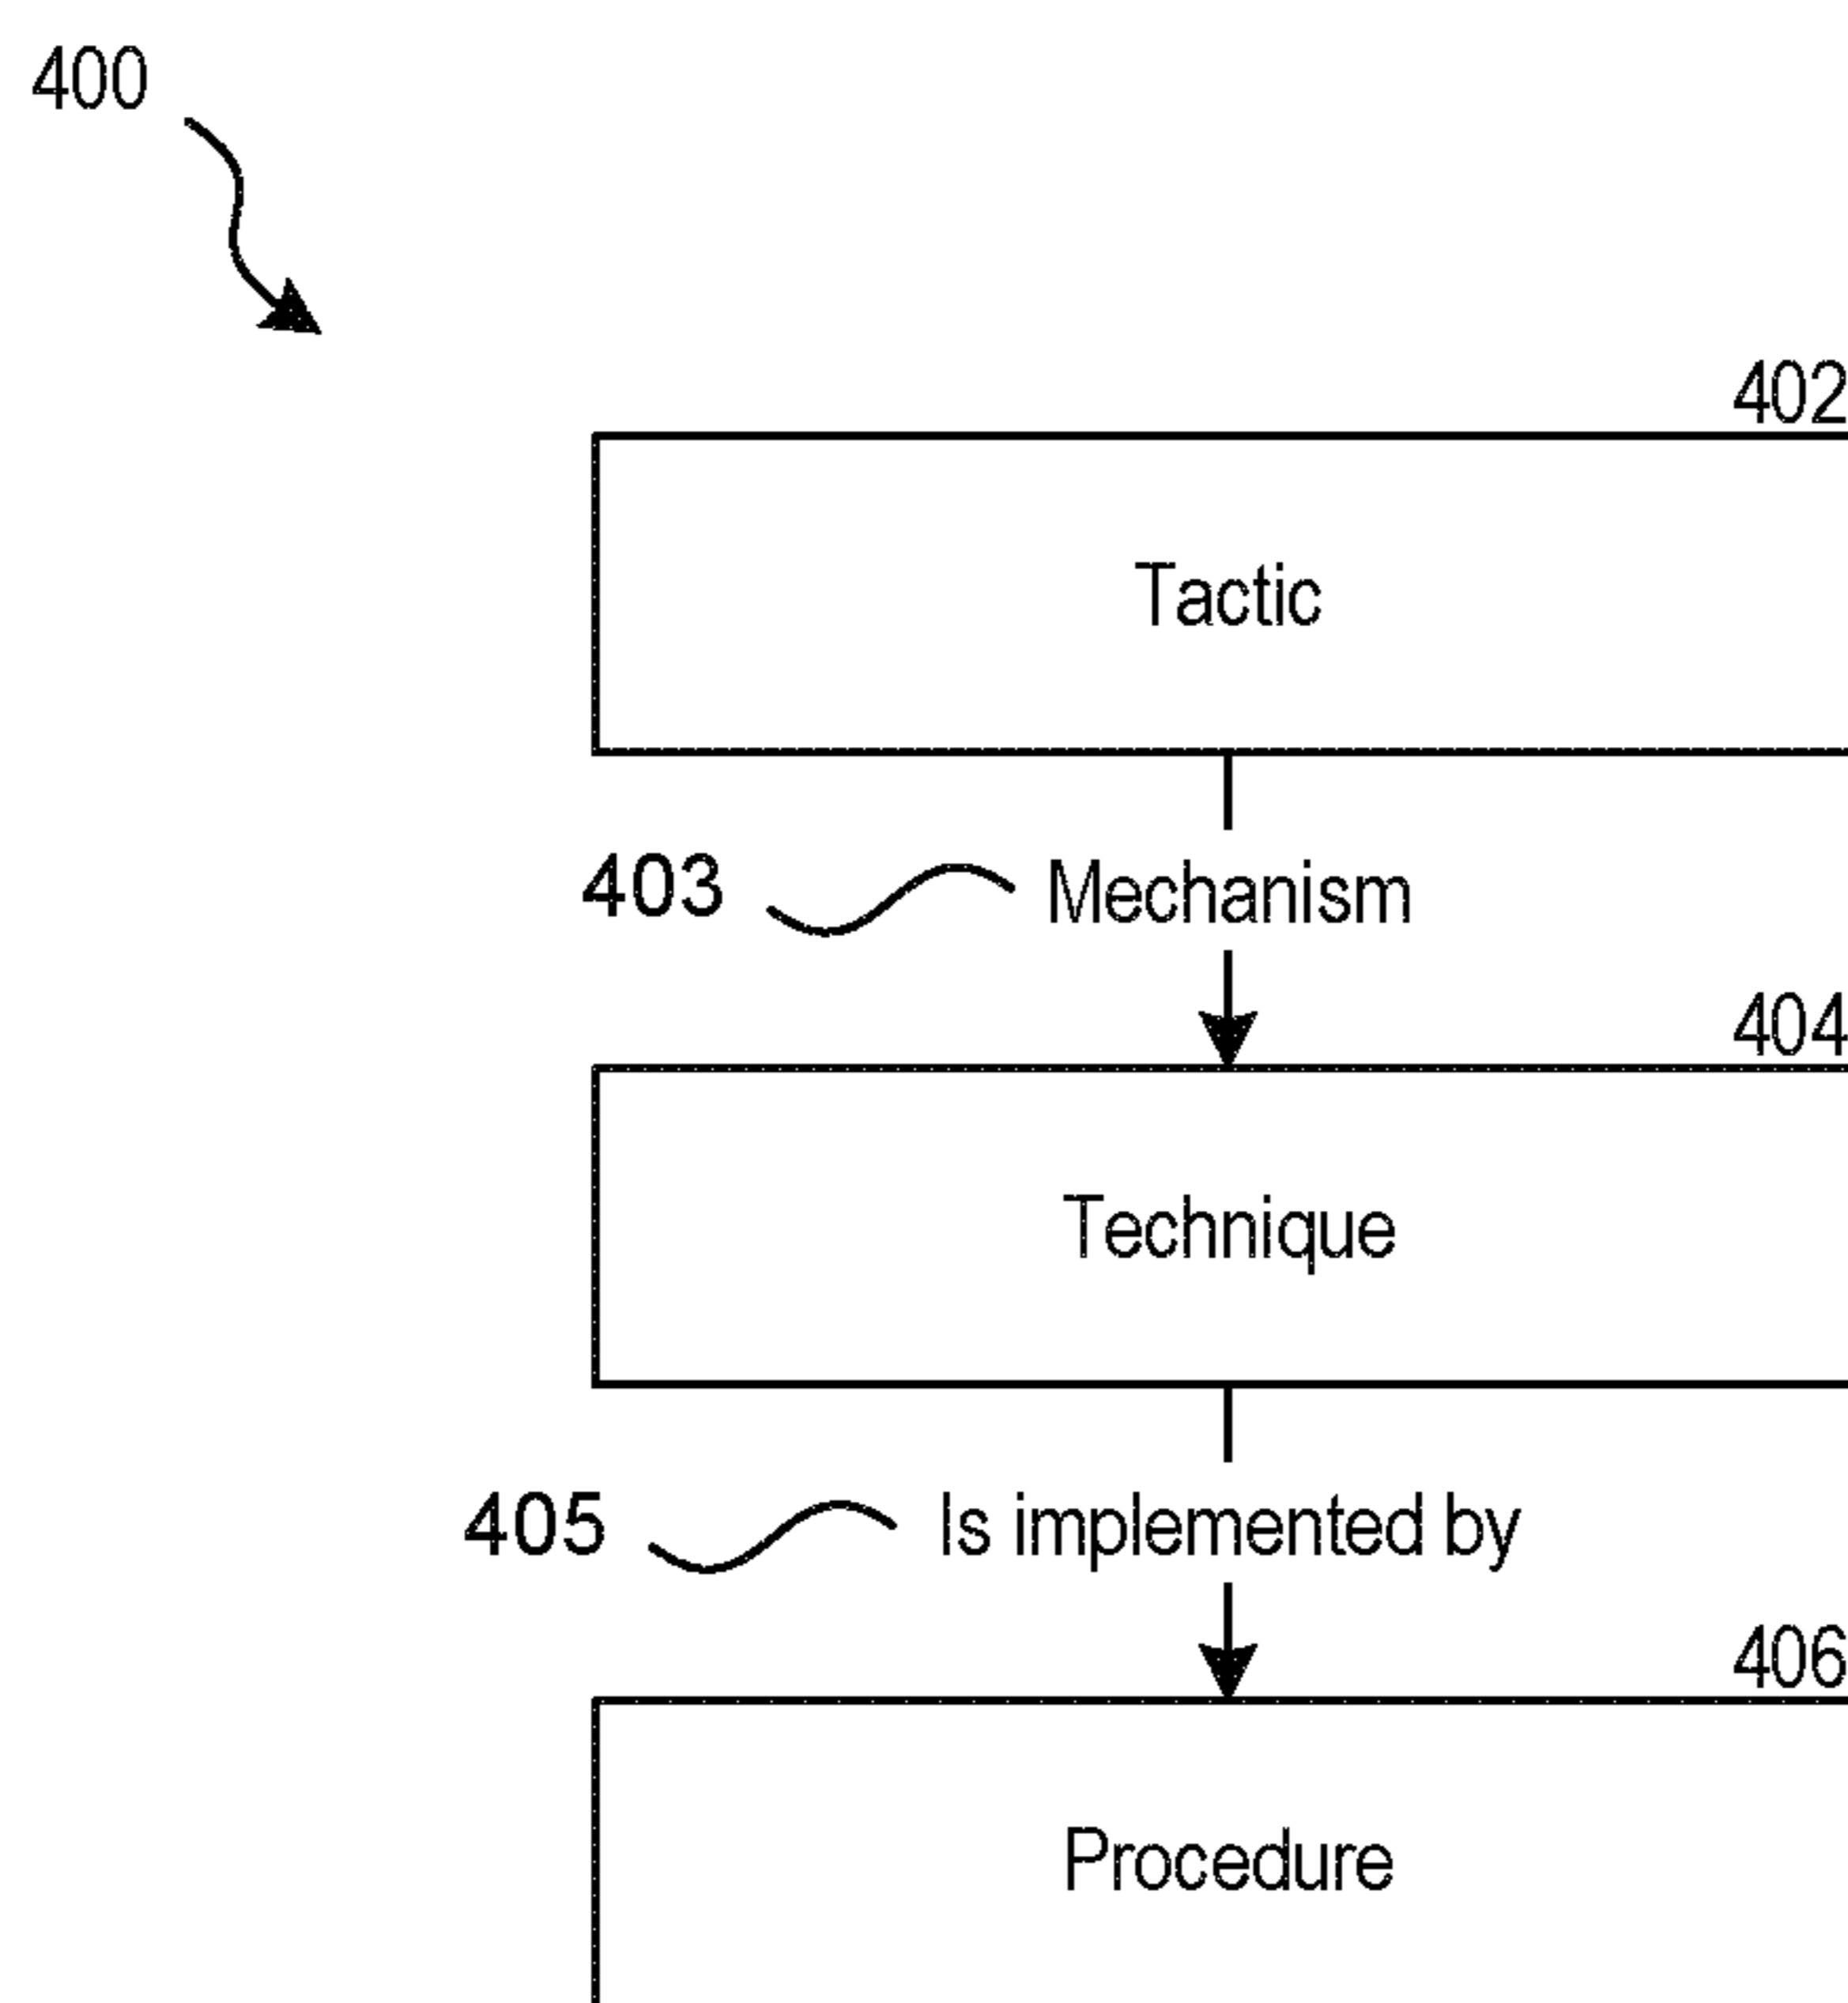 400
402
Tactic
403 Mechanism
404
Technique
405 Is implemented by
406
Procedure